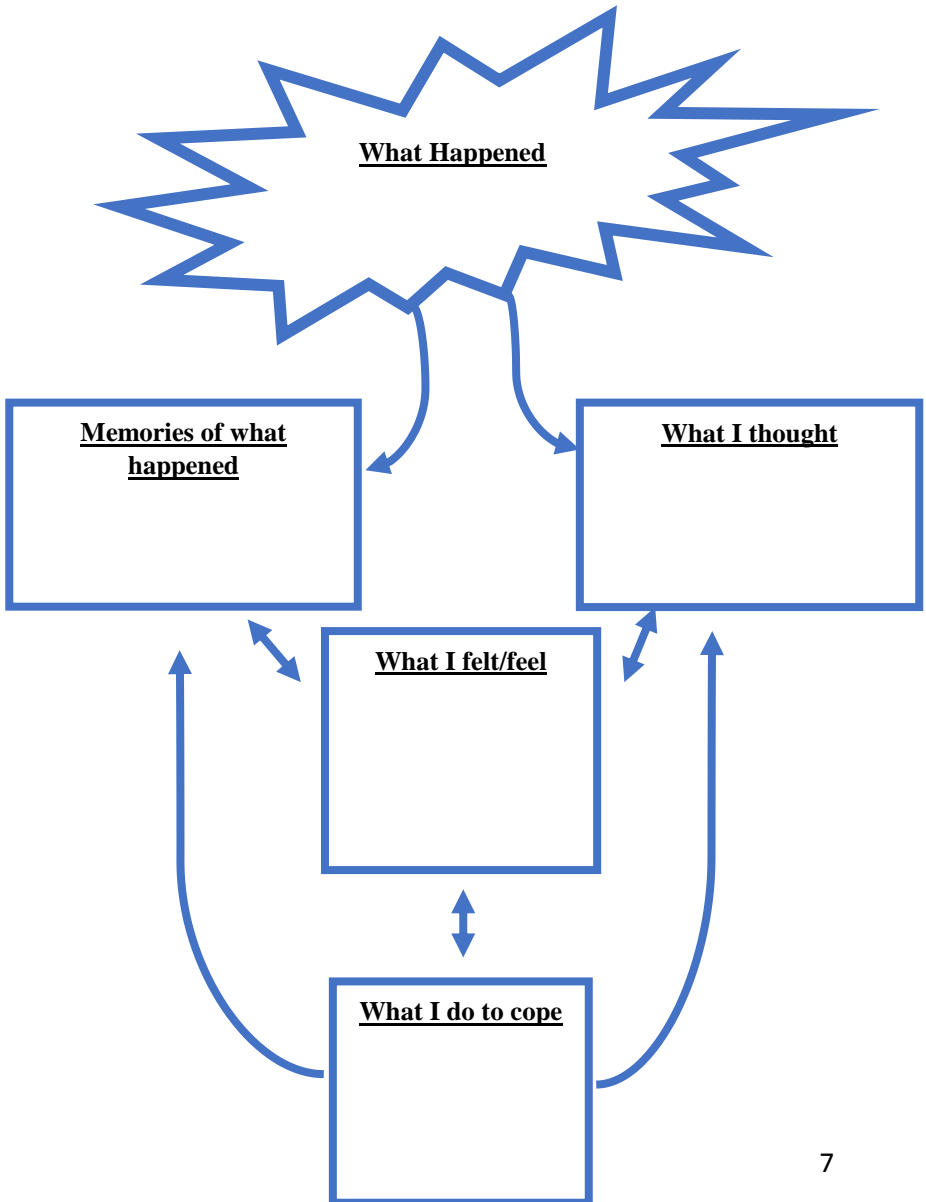 What Happened
Memories of what
happened
What I thought
What I felt/feel
What I do to cope
7